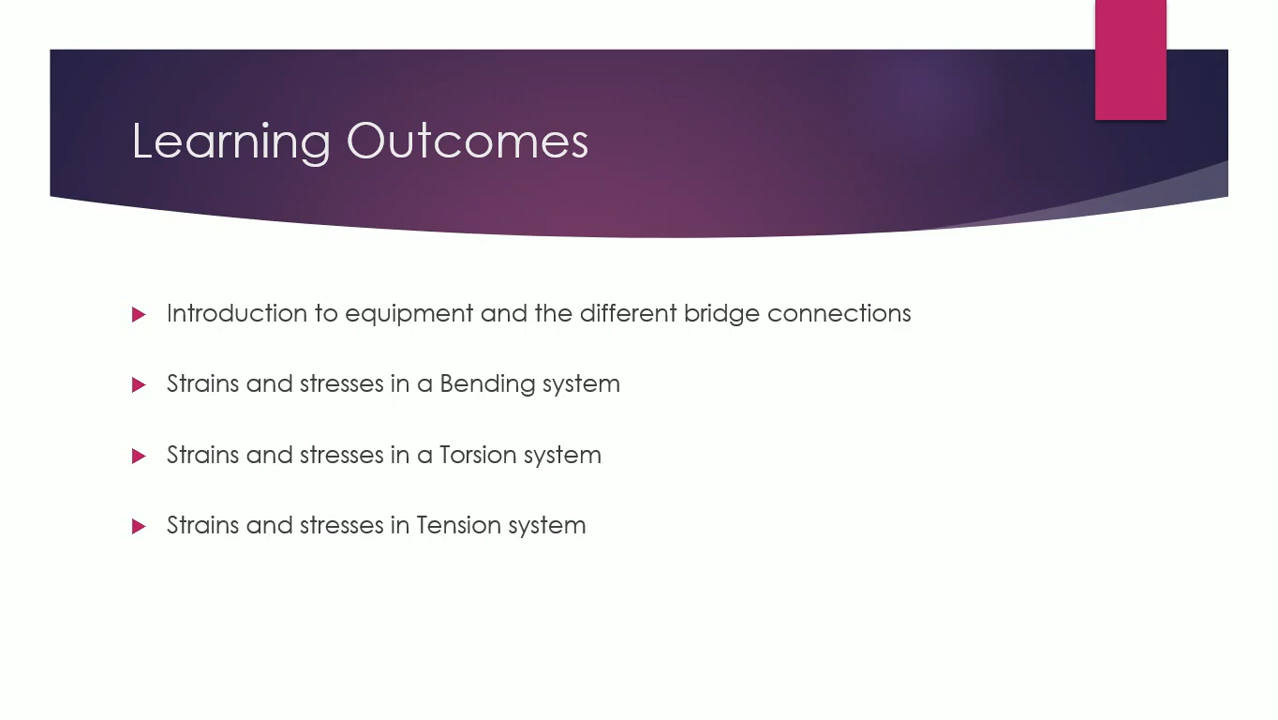 Learning Outcomes
Introduction to equipment and the different bridge connections
Strains and stresses in a Bending system
Strains and stresses in a Torsion system
Strains and stresses in Tension system